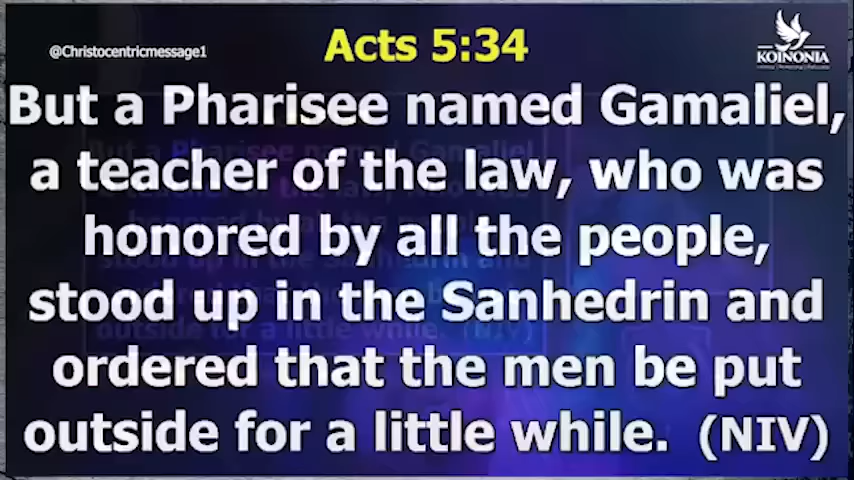 @Christocentricmessage1
Acts 5:34
KOINONIA
But a Pharisee named Gamaliel,
a teacher of the law, who was
honored by all the people,
stood up in the Sanhedrin and
ordered that the men be put
outside for a little while. (NIV)